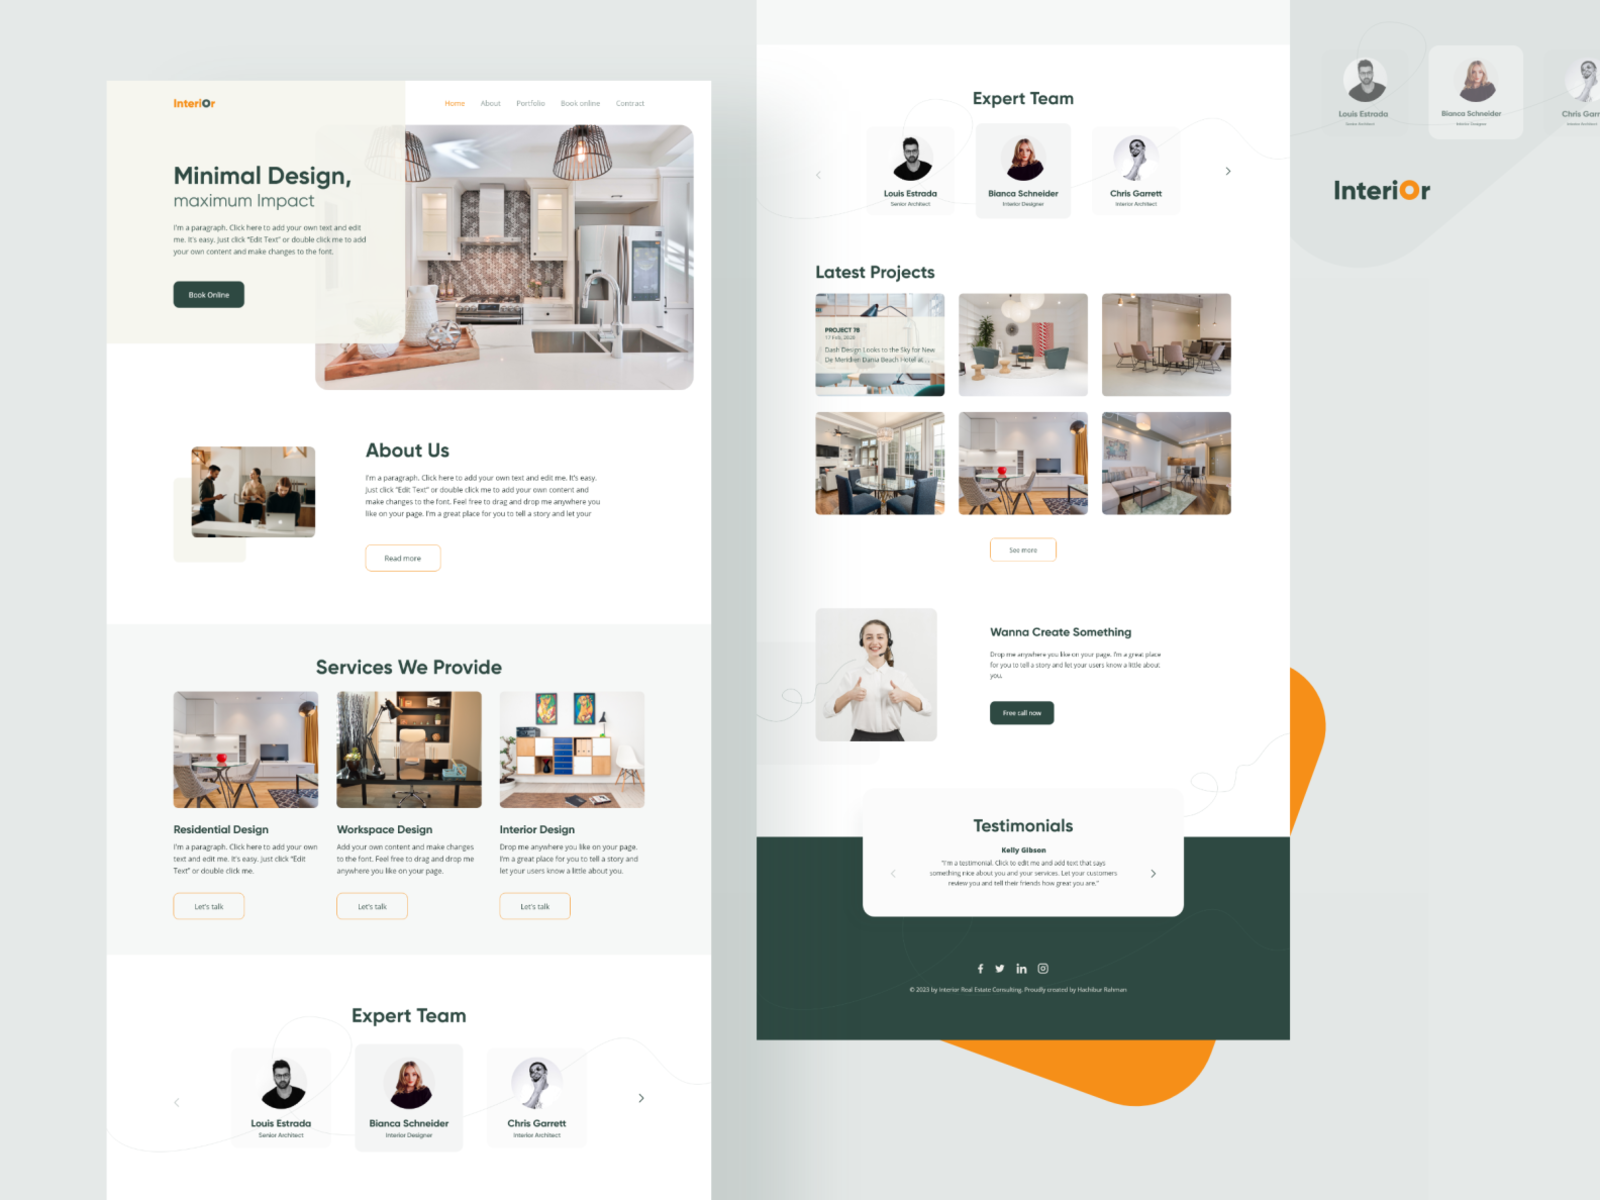 InteriOr
Home About Portfolio Book online Contract
Minimal Design,
maximum Impact
I'm a paragraph. Click here to add your own text and edit
me. It's easy. Just click "Edit Text" or double click me to add
your own content and make changes to the font.
Book Online
About Us
I'm a paragraph. Click here to add your own text and edit me. It's easy.
Just click "Edit Text" or double click me to add your own content and
make changes to the font. Feel free to drag and drop me anywhere you
like on your page. I'm a great place for you to tell a story and let your
Read more
Services We Provide
Residential Design
I'm a paragraph. Click here to add your own
text and edit me. It's easy. Just click "Edit
Text" or double click me.
Let's talk
Workspace Design
Add your own content and make changes
to the font. Feel free to drag and drop me
anywhere you like on your page.
Let's talk
Interior Design
Drop me anywhere you like on your page.
I'm a great place for you to tell a story and
let your users know a little about you.
Let's talk
Expert Team
Louis Estrada
Senior Architect
Bianca Schneider
Interior Designer
Chris Garrett
Interior Architect
Expert Team
Louis Estrada
Senior Architect
Bianca Schneider
Interior Designer
Chris Garrett
Interior Architect
Latest Projects
PROJECT 78
17 Feb, 2020
Dash Design Looks to the Sky for New
De Meridien Dania Beach Hotel at...
See more
Wanna Create Something
Drop me anywhere you like on your page. I'm a great place
for you to tell a story and let your users know a little about
you.
Free call now
Testimonials
Kelly Gibson
"I'm a testimonial. Click to edit me and add text that says
something nice about you and your services. Let your customers
review you and tell their friends how great you are."
© 2023 by Interior Real Estate Consulting. Proudly created by Hachibur Rahman
Louis Estrada
Senior Architect
Bianca Schneider
Interior Designer
Chris Garr
InteriOr